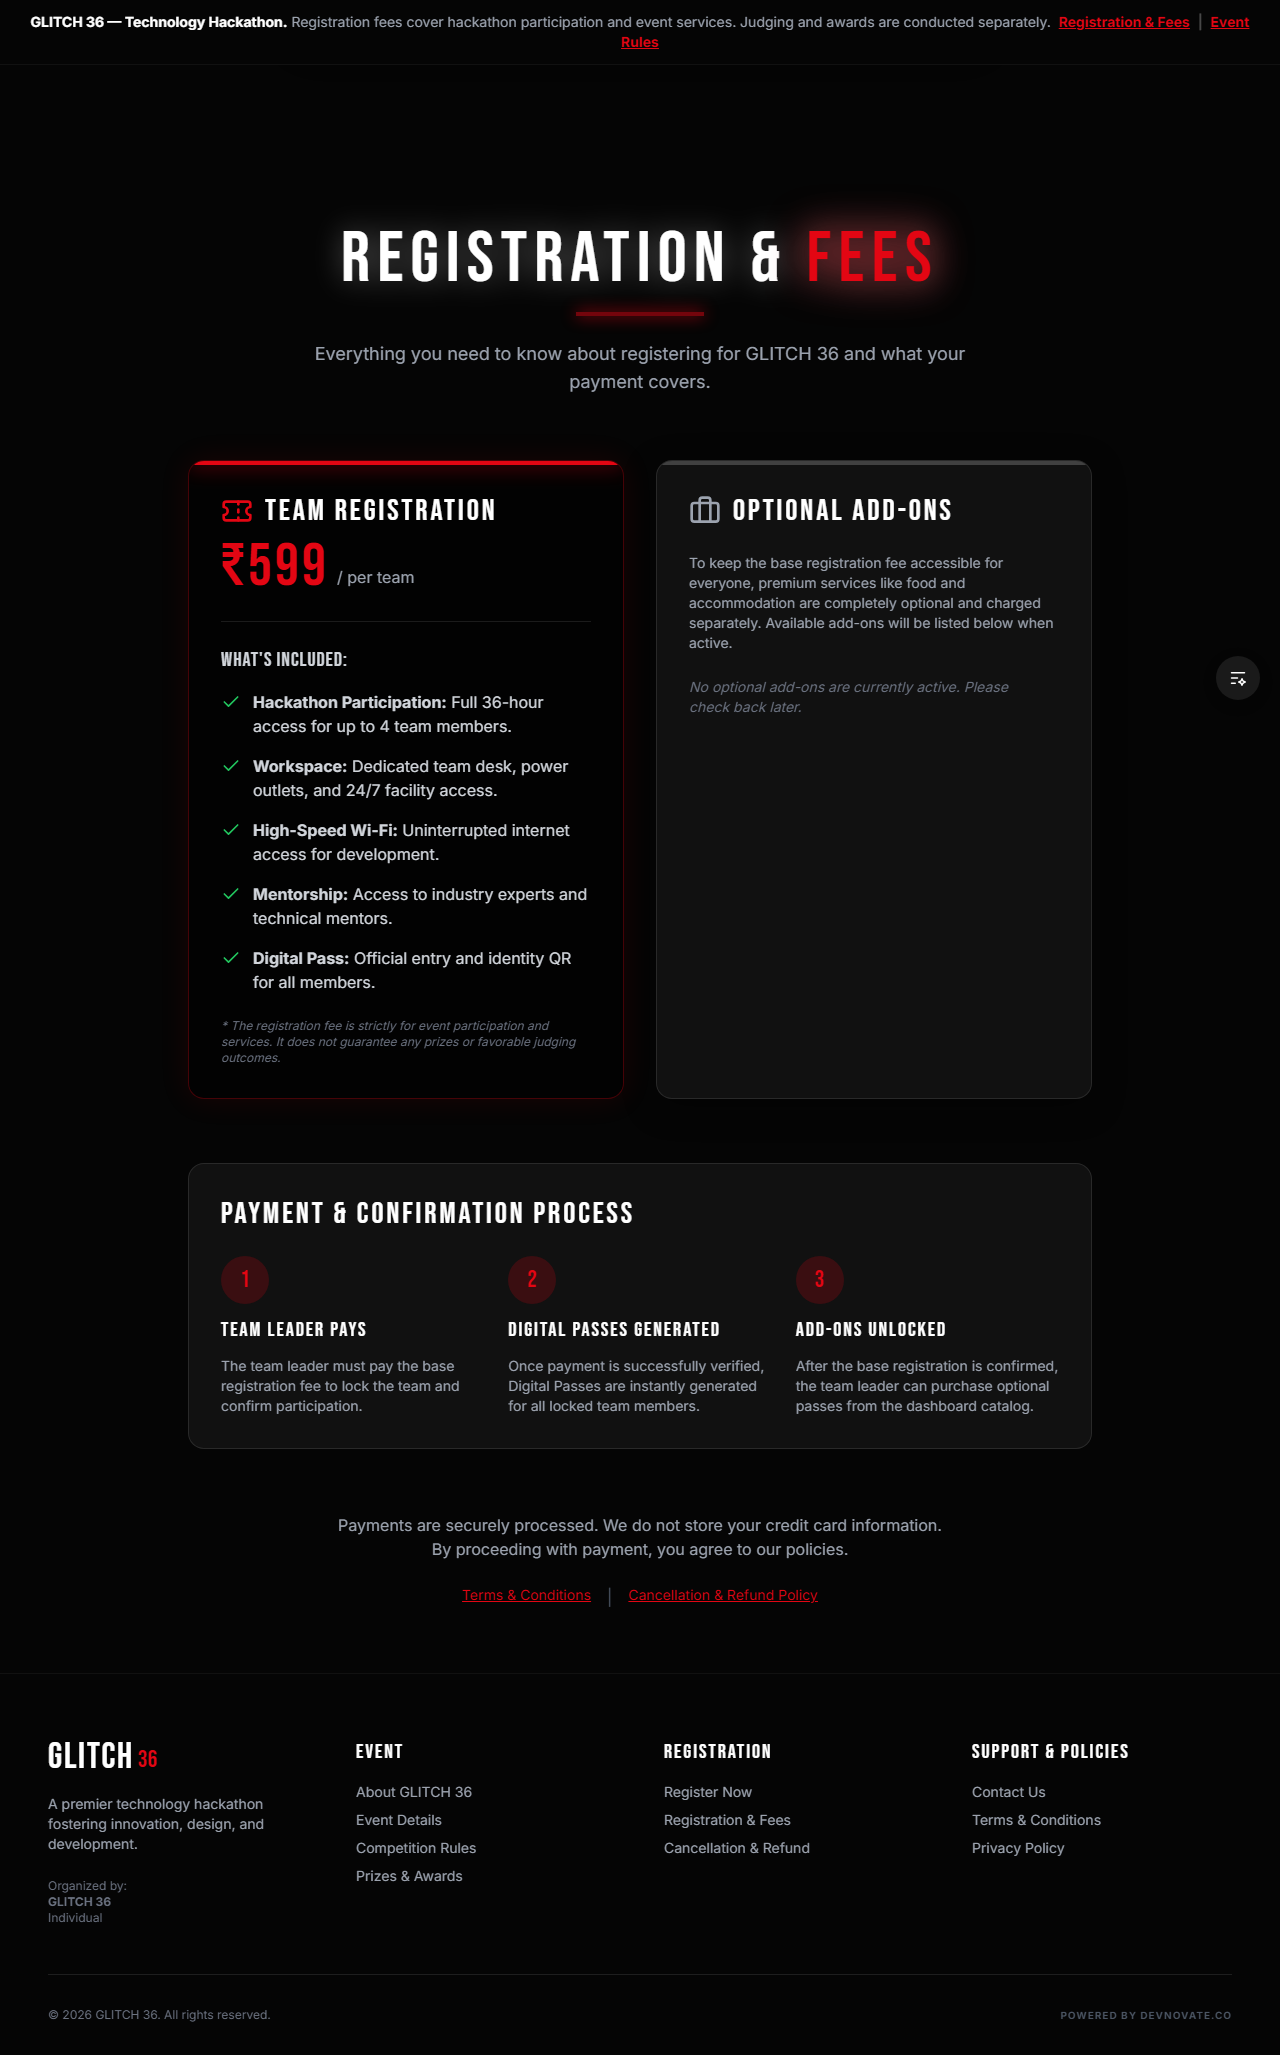 GLITCH 36 — Technology Hackathon. Registration fees cover hackathon participation and event services. Judging and awards are conducted separately. Registration & Fees | Event
Rules
REGISTRATION & FEES
Everything you need to know about registering for GLITCH 36 and what your
payment covers.
TEAM REGISTRATION
₹599 / per team
WHAT'S INCLUDED:
Hackathon Participation: Full 36-hour
access for up to 4 team members.
Workspace: Dedicated team desk, power
outlets, and 24/7 facility access.
High-Speed Wi-Fi: Uninterrupted internet
access for development.
Mentorship: Access to industry experts and
technical mentors.
Digital Pass: Official entry and identity QR
for all members.
* The registration fee is strictly for event participation and
services. It does not guarantee any prizes or favorable judging
outcomes.
OPTIONAL ADD-ONS
To keep the base registration fee accessible for
everyone, premium services like food and
accommodation are completely optional and charged
separately. Available add-ons will be listed below when
active.
No optional add-ons are currently active. Please
check back later.
PAYMENT & CONFIRMATION PROCESS
1
TEAM LEADER PAYS
The team leader must pay the base
registration fee to lock the team and
confirm participation.
2
DIGITAL PASSES GENERATED
Once payment is successfully verified,
Digital Passes are instantly generated
for all locked team members.
3
ADD-ONS UNLOCKED
After the base registration is confirmed,
the team leader can purchase optional
passes from the dashboard catalog.
Payments are securely processed. We do not store your credit card information.
By proceeding with payment, you agree to our policies.
Terms & Conditions | Cancellation & Refund Policy
GLITCH 36
A premier technology hackathon
fostering innovation, design, and
development.
Organized by:
GLITCH 36
Individual
EVENT
About GLITCH 36
Event Details
Competition Rules
Prizes & Awards
REGISTRATION
Register Now
Registration & Fees
Cancellation & Refund
SUPPORT & POLICIES
Contact Us
Terms & Conditions
Privacy Policy
© 2026 GLITCH 36. All rights reserved.
POWERED BY DEVNOVATE.CO